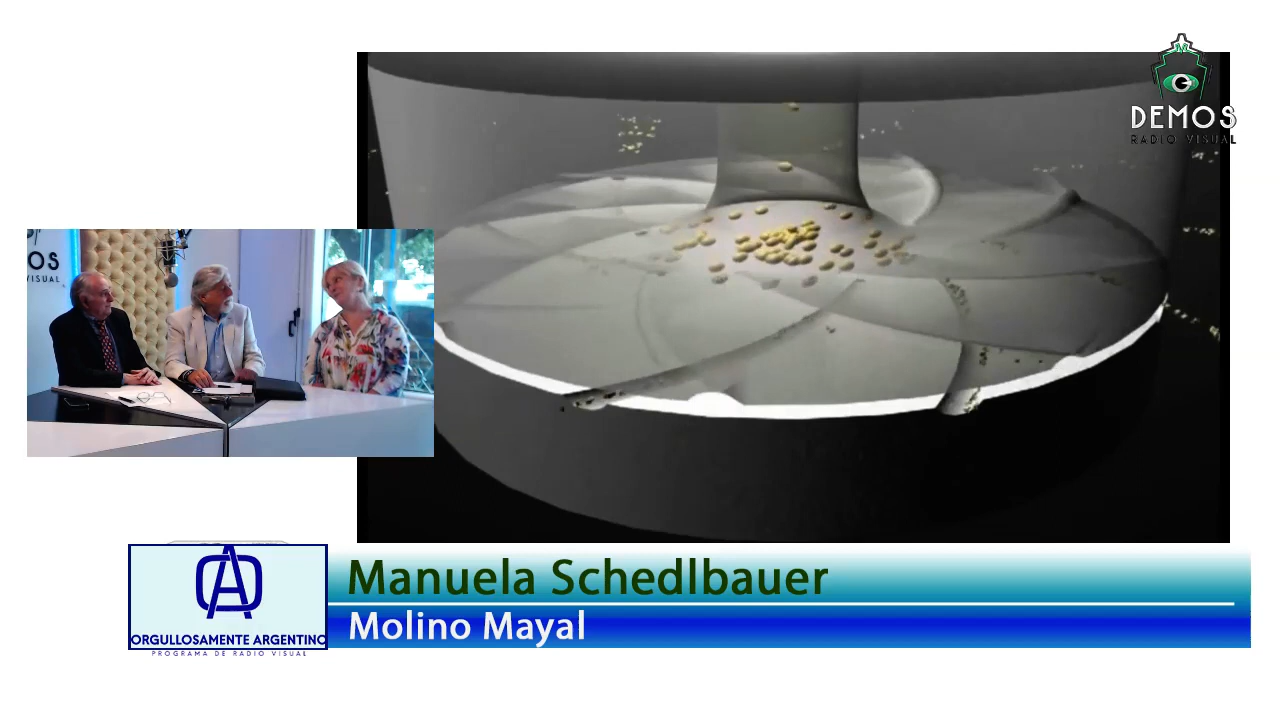 M
DEMOS
RADIO VISUAL
OS
VISUAL
OA
ORGULLOSAMENTE ARGENTINO
PROGRAMA DE RADIO VISUAL
Manuela Schedlbauer
Molino Mayal